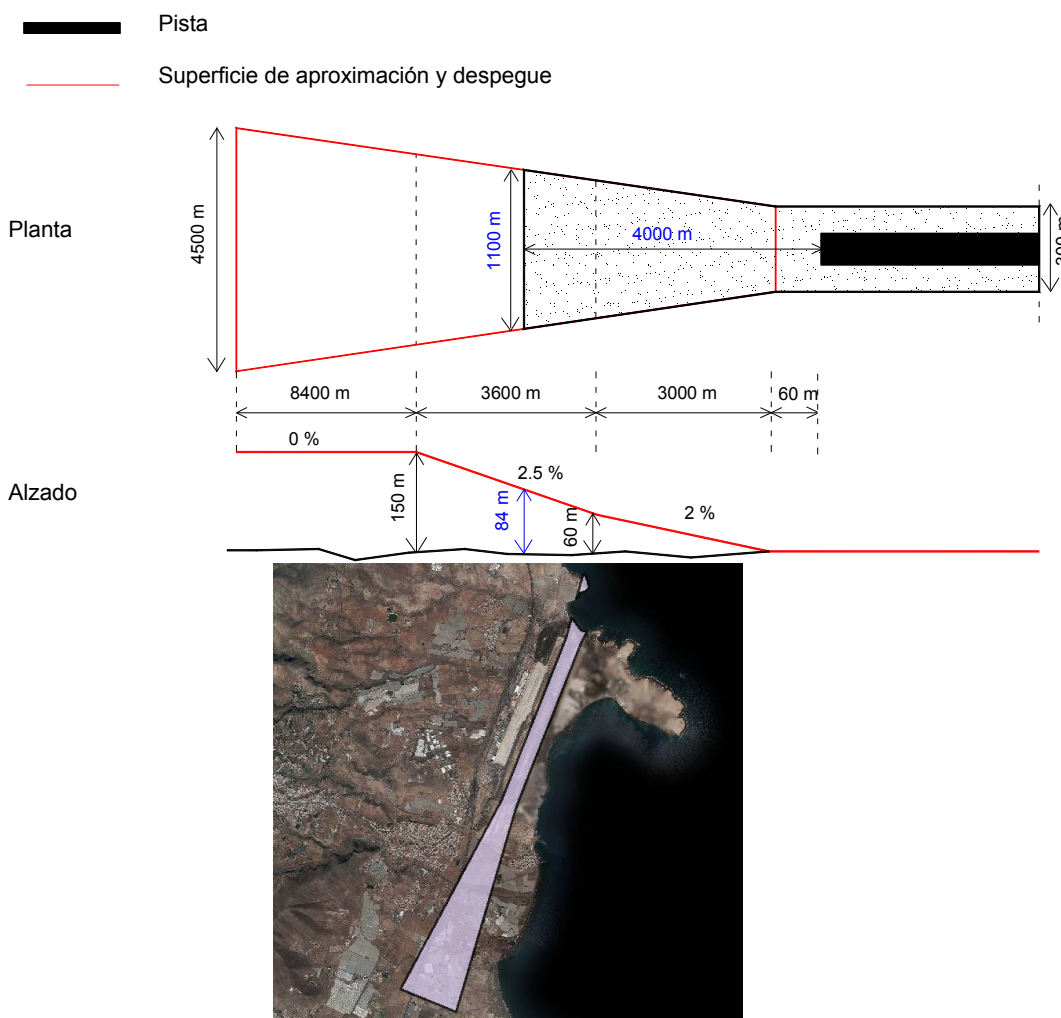 Pista
Superficie de aproximación y despegue
Planta
4500 m
1100 m
4000 m
300 m
8400 m
3600 m
3000 m
60 m
0 %
Alzado
150 m
2.5 %
84 m
60 m
2 %